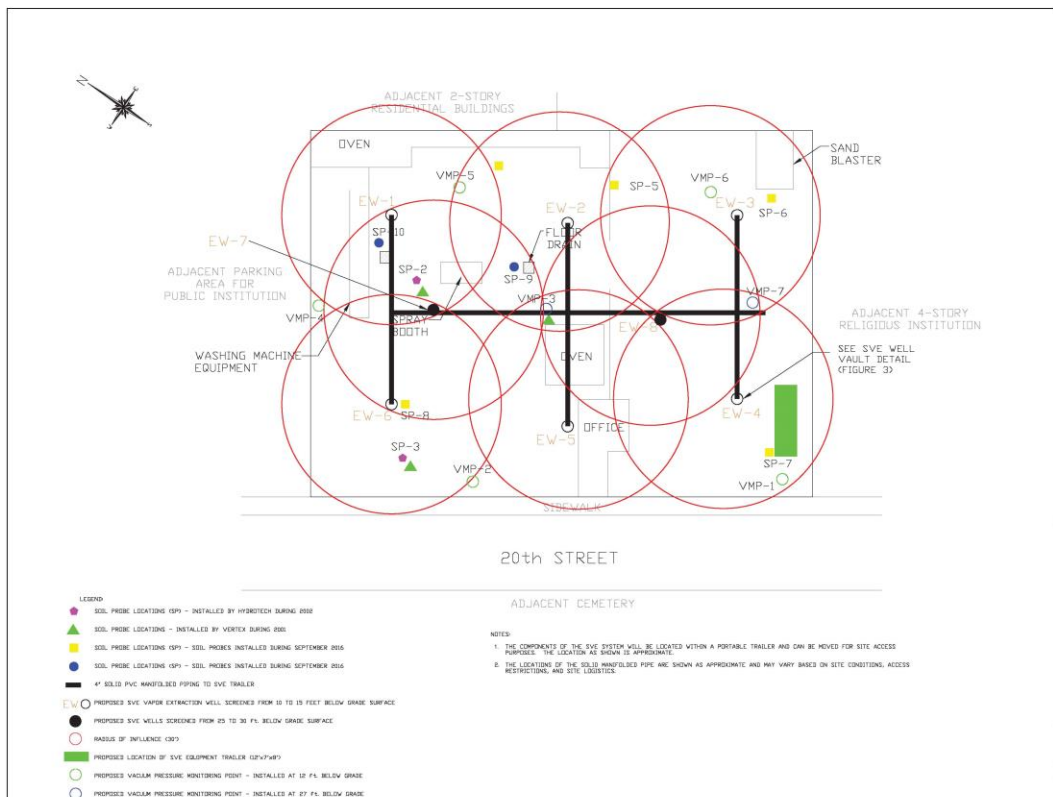 N
ADJACENT 2-STORY
RESIDENTIAL BUILDINGS
OVEN
SAND
BLASTER
VMP-5
VMP-6
SP-5
EW-1
EW-2
EW-3
SP-6
SP-10
FLOOR
DRAIN
EW-7
SP-2
SP-9
ADJACENT PARKING
AREA FOR
PUBLIC INSTITUTION
VMP-3
VMP-7
VMP-4
SPRAY
BOOTH
EW-8
ADJACENT 4-STORY
RELIGIOUS INSTITUTION
WASHING MACHINE
EQUIPMENT
OVEN
SEE SVE WELL
VAULT DETAIL
(FIGURE 3)
EW-6
SP-8
EW-4
EW-5
OFFICE
SP-3
SP-7
VMP-2
VMP-1
SIDEWALK
20th STREET
ADJACENT CEMETERY
LEGEND:
SOIL PROBE LOCATIONS (SP) - INSTALLED BY HYDROTECH DURING 2002
SOIL PROBE LOCATIONS - INSTALLED BY VERTEX DURING 2001
SOIL PROBE LOCATIONS (SP) - SOIL PROBES INSTALLED DURING SEPTEMBER 2016
SOIL PROBE LOCATIONS (SP) - SOIL PROBES INSTALLED DURING SEPTEMBER 2016
4" SOLID PVC MANIFOLDED PIPING TO SVE TRAILER
EW PROPOSED SVE VAPOR EXTRACTION WELL SCREENED FROM 10 TO 15 FEET BELOW GRADE SURFACE
PROPOSED SVE WELLS SCREENED FROM 25 TO 30 Ft. BELOW GRADE SURFACE
RADIUS OF INFLUENCE (30')
PROPOSED LOCATION OF SVE EQUIPMENT TRAILER (12'x7'x8')
PROPOSED VACUUM PRESSURE MONITORING POINT - INSTALLED AT 12 Ft. BELOW GRADE
PROPOSED VACUUM PRESSURE MONITORING POINT - INSTALLED AT 27 Ft. BELOW GRADE
NOTES:
1. THE COMPONENTS OF THE SVE SYSTEM WILL BE LOCATED WITHIN A PORTABLE TRAILER AND CAN BE MOVED FOR SITE ACCESS
PURPOSES. THE LOCATION AS SHOWN IS APPROXIMATE.
2. THE LOCATIONS OF THE SOLID MANIFOLDED PIPE ARE SHOWN AS APPROXIMATE AND MAY VARY BASED ON SITE CONDITIONS, ACCESS
RESTRICTIONS, AND SITE LOGISTICS.